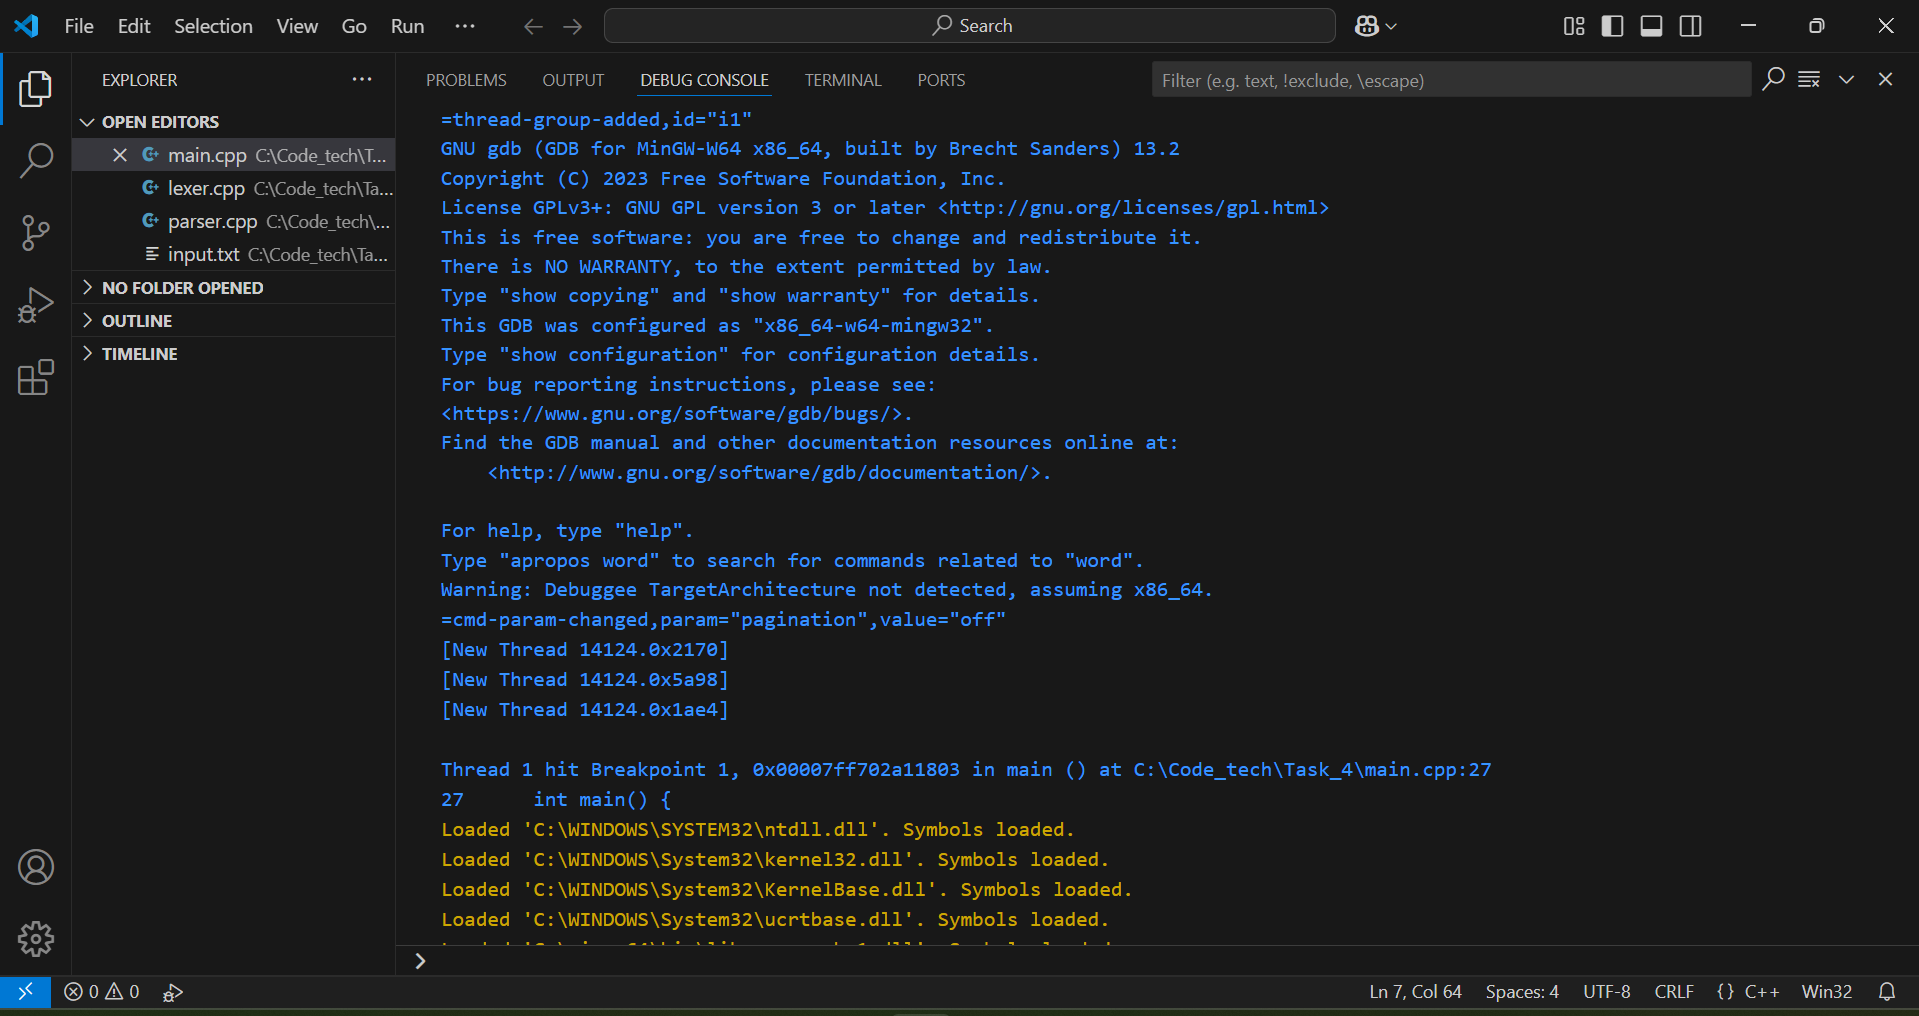 File Edit Selection View Go Run ···
Search
EXPLORER ···
OPEN EDITORS
main.cpp C:\Code_tech\T...
lexer.cpp C:\Code_tech\Ta...
parser.cpp C:\Code_tech\...
input.txt C:\Code_tech\Ta...
NO FOLDER OPENED
OUTLINE
TIMELINE
PROBLEMS OUTPUT DEBUG CONSOLE TERMINAL PORTS
Filter (e.g. text, !exclude, \escape)
=thread-group-added,id="i1"
GNU gdb (GDB for MinGW-W64 x86_64, built by Brecht Sanders) 13.2
Copyright (C) 2023 Free Software Foundation, Inc.
License GPLv3+: GNU GPL version 3 or later <http://gnu.org/licenses/gpl.html>
This is free software: you are free to change and redistribute it.
There is NO WARRANTY, to the extent permitted by law.
Type "show copying" and "show warranty" for details.
This GDB was configured as "x86_64-w64-mingw32".
Type "show configuration" for configuration details.
For bug reporting instructions, please see:
<https://www.gnu.org/software/gdb/bugs/>.
Find the GDB manual and other documentation resources online at:
<http://www.gnu.org/software/gdb/documentation/>.
For help, type "help".
Type "apropos word" to search for commands related to "word".
Warning: Debuggee TargetArchitecture not detected, assuming x86_64.
=cmd-param-changed,param="pagination",value="off"
[New Thread 14124.0x2170]
[New Thread 14124.0x5a98]
[New Thread 14124.0x1ae4]
Thread 1 hit Breakpoint 1, 0x00007ff702a11803 in main () at C:\Code_tech\Task_4\main.cpp:27
27 int main() {
Loaded 'C:\WINDOWS\SYSTEM32\ntdll.dll'. Symbols loaded.
Loaded 'C:\WINDOWS\System32\kernel32.dll'. Symbols loaded.
Loaded 'C:\WINDOWS\System32\KernelBase.dll'. Symbols loaded.
Loaded 'C:\WINDOWS\System32\ucrtbase.dll'. Symbols loaded.
0 0
Ln 7, Col 64 Spaces: 4 UTF-8 CRLF {} C++ Win32